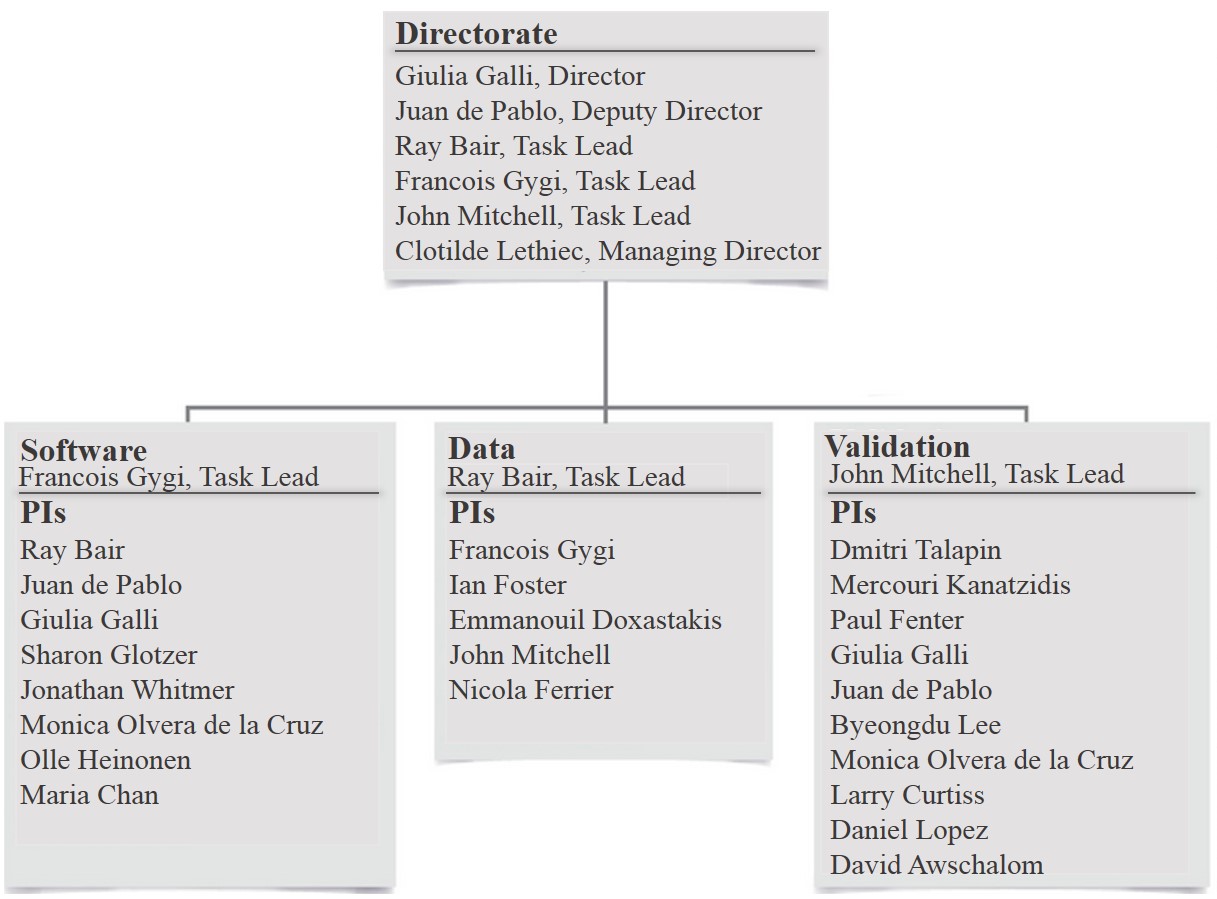 Directorate
Giulia Galli, Director
Juan de Pablo, Deputy Director
Ray Bair, Task Lead
Francois Gygi, Task Lead
John Mitchell, Task Lead
Clotilde Lethiec, Managing Director
Software
Francois Gygi, Task Lead
PIs
Ray Bair
Juan de Pablo
Giulia Galli
Sharon Glotzer
Jonathan Whitmer
Monica Olvera de la Cruz
Olle Heinonen
Maria Chan
Data
Ray Bair, Task Lead
PIs
Francois Gygi
Ian Foster
Emmanouil Doxastakis
John Mitchell
Nicola Ferrier
Validation
John Mitchell, Task Lead
PIs
Dmitri Talapin
Mercouri Kanatzidis
Paul Fenter
Giulia Galli
Juan de Pablo
Byeongdu Lee
Monica Olvera de la Cruz
Larry Curtiss
Daniel Lopez
David Awschalom